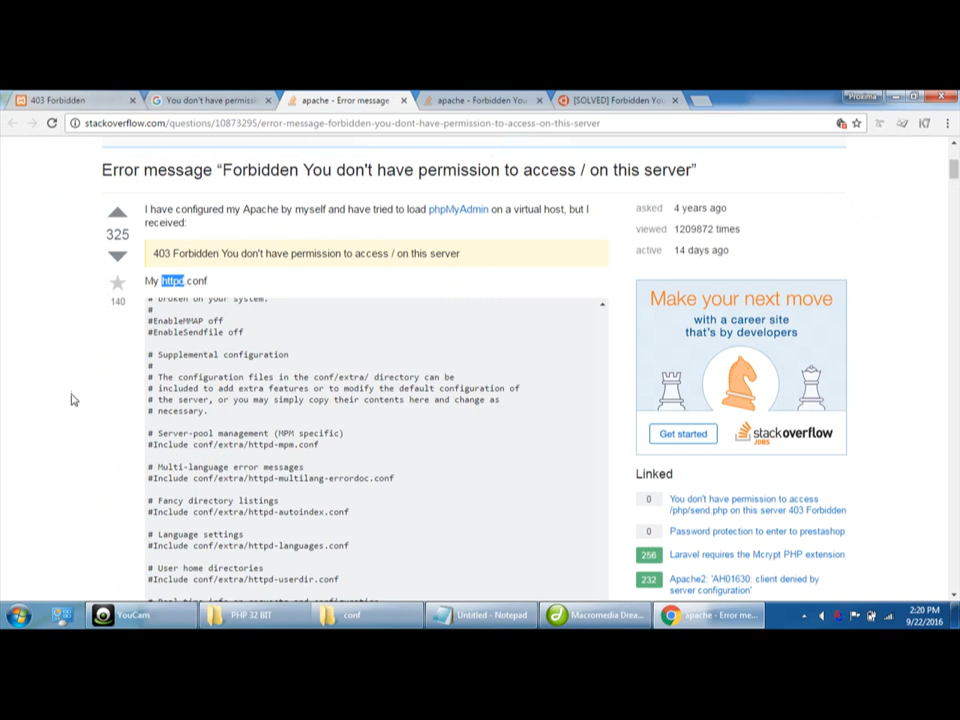 403 Forbidden
You don't have permissi
apache - Error message
apache - Forbidden You
[SOLVED] Forbidden You
Proxima
stackoverflow.com/questions/10873295/error-message-forbidden-you-dont-have-permission-to-access-on-this-server
Error message “Forbidden You don't have permission to access / on this server”
325
140
I have configured my Apache by myself and have tried to load phpMyAdmin on a virtual host, but I
received:
403 Forbidden You don't have permission to access / on this server
My httpd.conf
# broken on your system.
#
#EnableMMAP off
#EnableSendfile off
# Supplemental configuration
#
# The configuration files in the conf/extra/ directory can be
# included to add extra features or to modify the default configuration of
# the server, or you may simply copy their contents here and change as
# necessary.
# Server-pool management (MPM specific)
#Include conf/extra/httpd-mpm.conf
# Multi-language error messages
#Include conf/extra/httpd-multilang-errordoc.conf
# Fancy directory listings
#Include conf/extra/httpd-autoindex.conf
# Language settings
#Include conf/extra/httpd-languages.conf
# User home directories
#Include conf/extra/httpd-userdir.conf
# Real-time info on requests and configuration
asked 4 years ago
viewed 1209872 times
active 14 days ago
Make your next move
with a career site
that's by developers
Get started
stackoverflow
JOBS
Linked
0 You don't have permission to access
/php/send.php on this server 403 Forbidden
0 Password protection to enter to prestashop
256 Laravel requires the Mcrypt PHP extension
232 Apache2: 'AH01630: client denied by
server configuration'
YouCam
PHP 32 BIT
conf
Untitled - Notepad
Macromedia Drea...
apache - Error me...
2:20 PM
9/22/2016